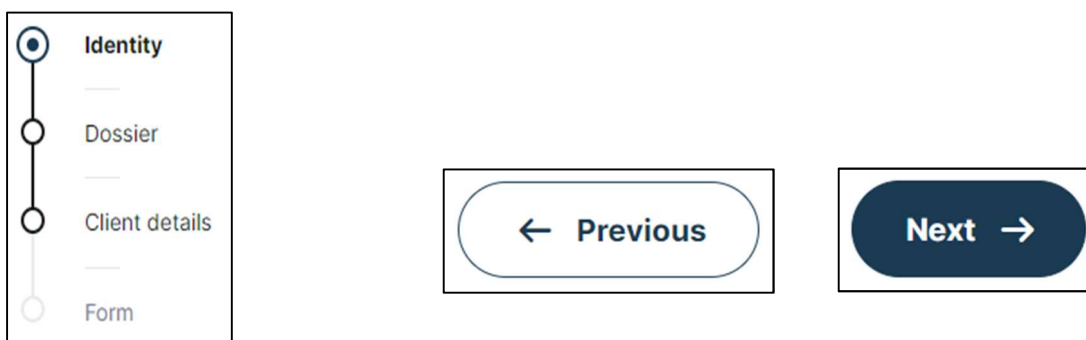 Identity
Dossier
Client details
Form
← Previous
Next →